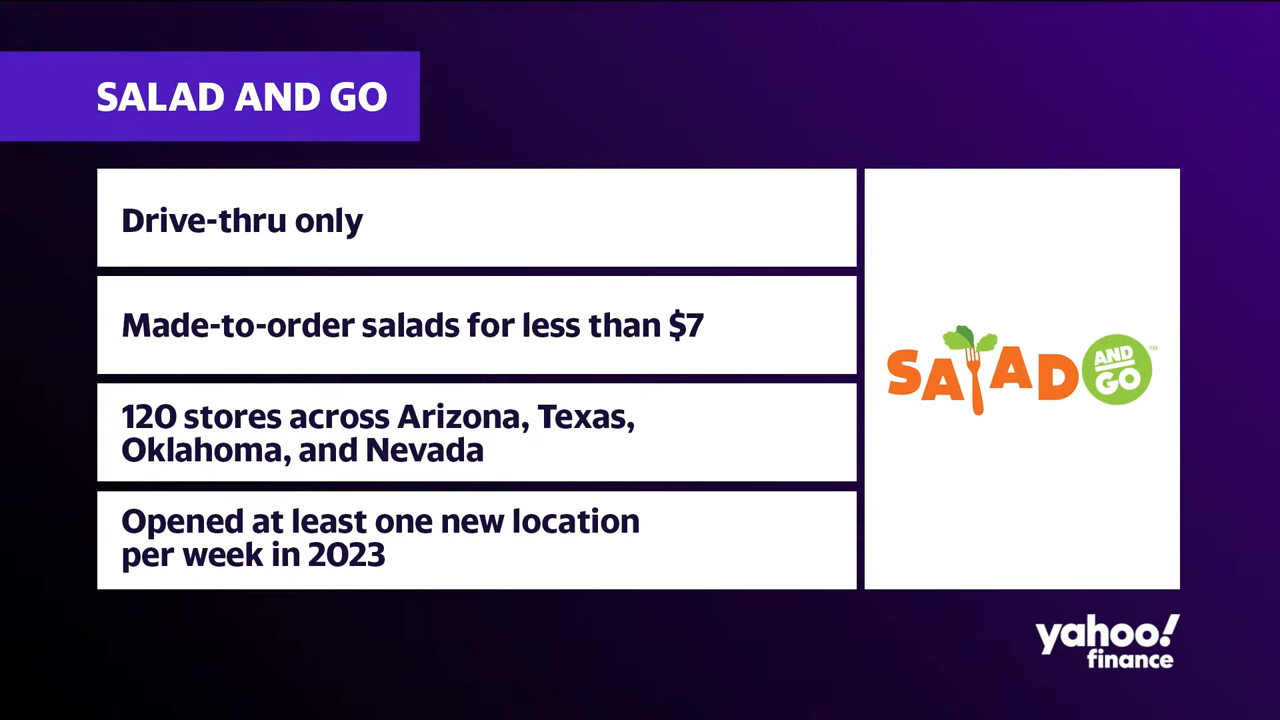 SALAD AND GO
Drive-thru only
Made-to-order salads for less than $7
120 stores across Arizona, Texas,
Oklahoma, and Nevada
Opened at least one new location
per week in 2023
SALAD
AND
GO
™
yahoo!
finance